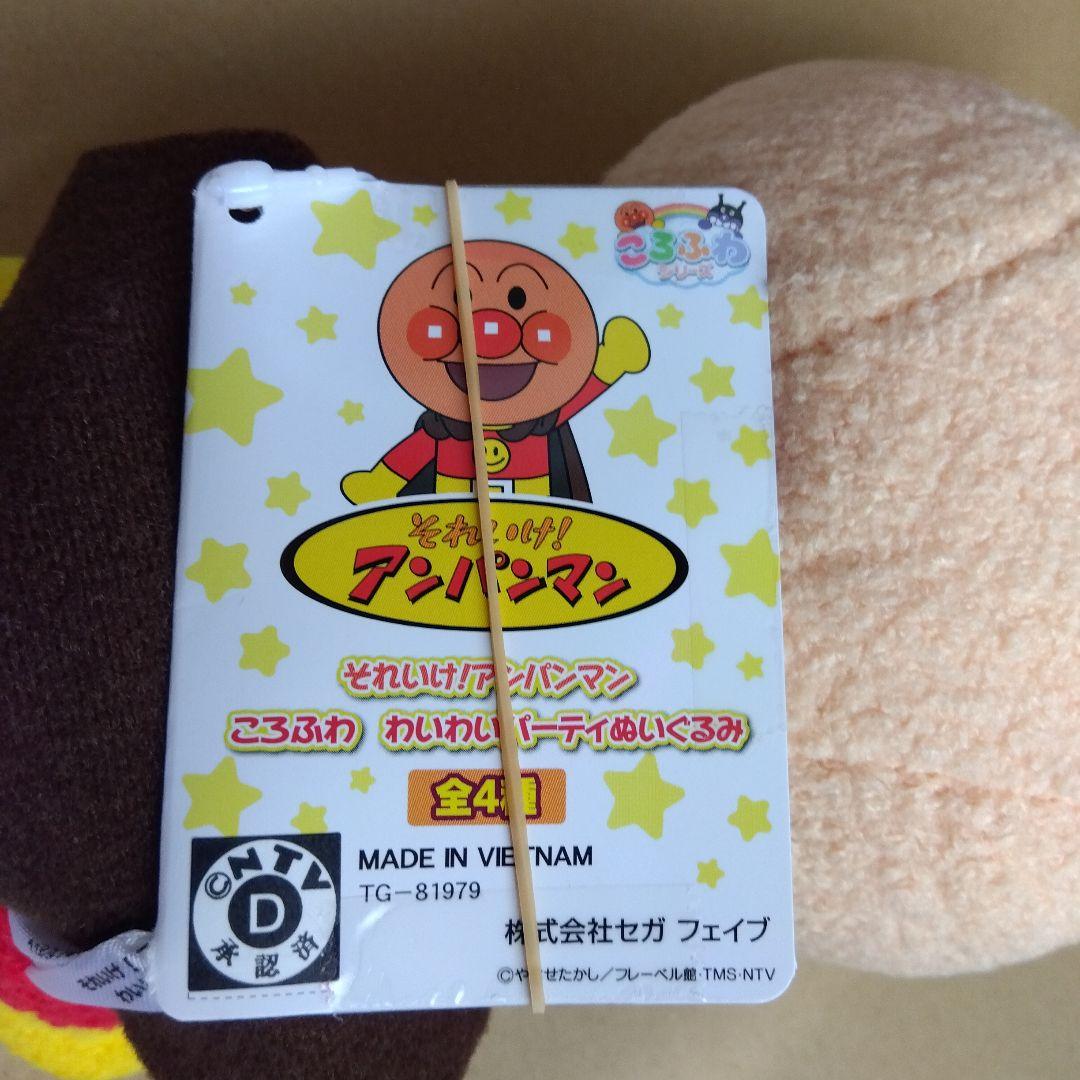 ころふわ
シリーズ
それいけ!
アンパンマン
それいけ!アンパンマン
ころふわ わいわいパーティぬいぐるみ
全4種
MADE IN VIETNAM
TG-81979
©NTV
D
承認済
株式会社セガ フェイブ
©やなせたかし/フレーベル館・TMS・NTV
それいけ!